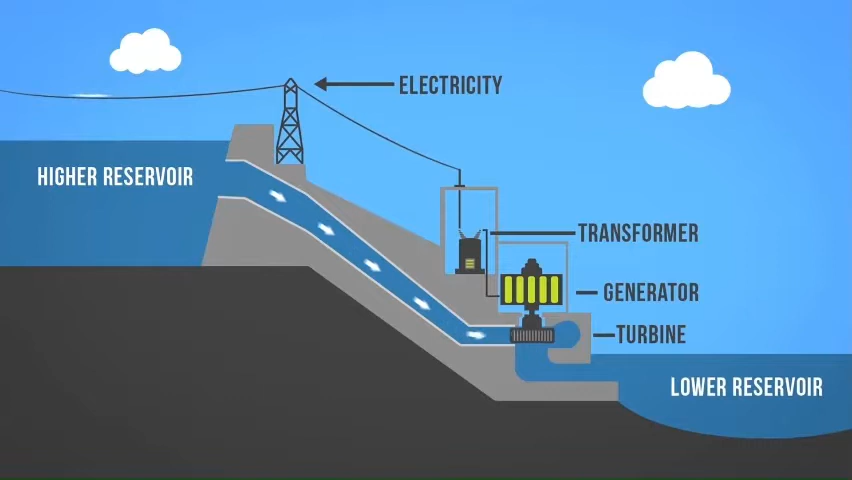 ELECTRICITY
HIGHER RESERVOIR
TRANSFORMER
GENERATOR
TURBINE
LOWER RESERVOIR